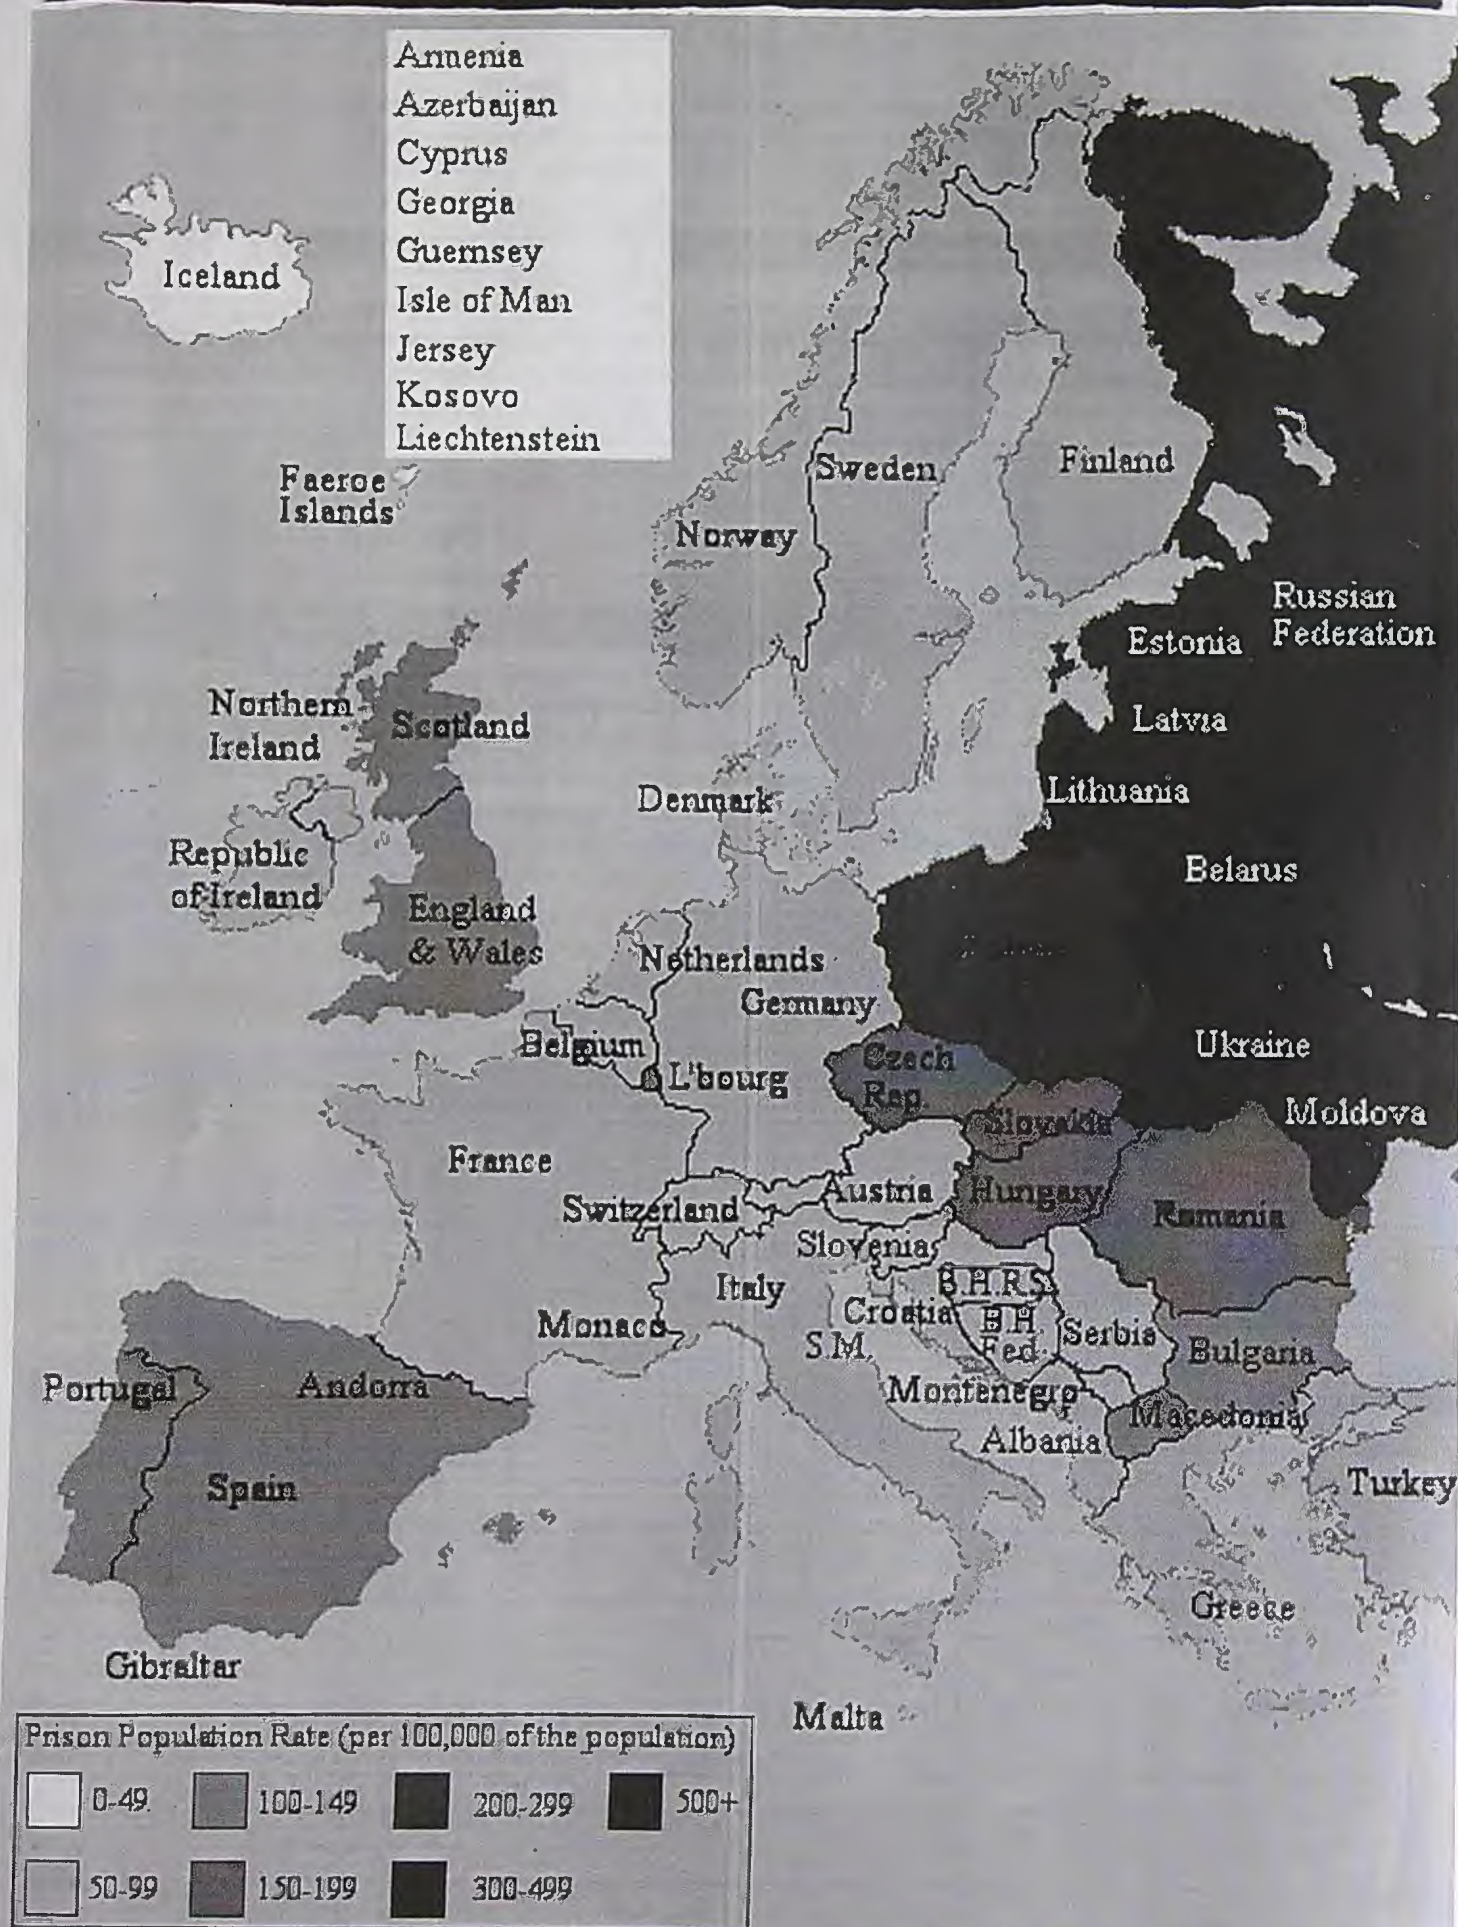 Armenia
Azerbaijan
Cyprus
Georgia
Guernsey
Isle of Man
Jersey
Kosovo
Liechtenstein
Iceland
Faeroe
Islands
Sweden
Finland
Norway
Russian
Federation
Estonia
Northern
Ireland
Scotland
Latvia
Denmark
Lithuania
Republic
of Ireland
Belarus
England
& Wales
Netherlands
Germany
Belgium
L'bourg
Czech
Rep.
Ukraine
Slovakia
Moldova
France
Switzerland
Austria
Hungary
Romania
Slovenia
Italy
B.H.R.S.
Croatia
B.H.
Fed.
Monaco
S.M.
Serbia
Bulgaria
Portugal
Andorra
Montenegro
Macedonia
Albania
Spain
Turkey
Greece
Gibraltar
Malta
Prison Population Rate (per 100,000 of the population)
0-49 100-149 200-299 500+
50-99 150-199 300-499